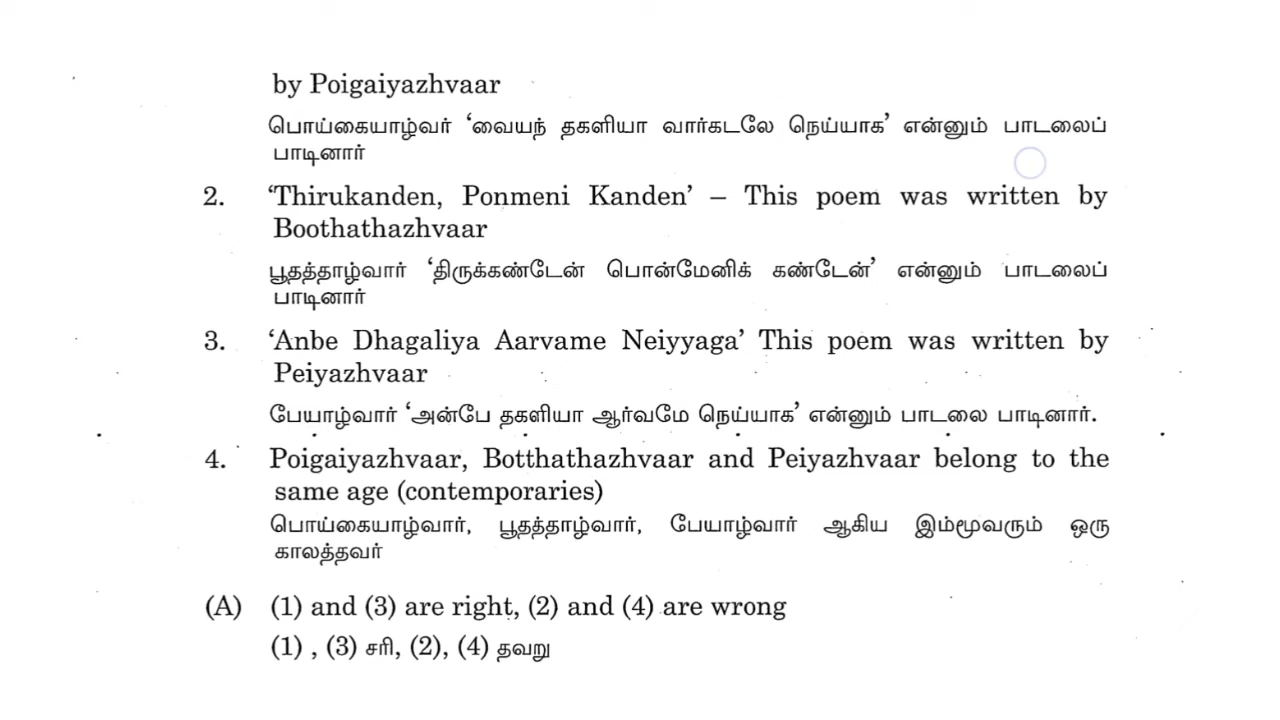 by Poigaiyazhvaar
பொய்கையாழ்வர் ‘வையந் தகளியா வார்கடலே நெய்யாக’ என்னும் பாடலைப்
பாடினார்
2. ‘Thirukanden, Ponmeni Kanden’ – This poem was written by
Boothathazhvaar
பூதத்தாழ்வார் ‘திருக்கண்டேன் பொன்மேனிக் கண்டேன்’ என்னும் பாடலைப்
பாடினார்
3. ‘Anbe Dhagaliya Aarvame Neiyyaga’ This poem was written by
Peiyazhvaar
பேயாழ்வார் ‘அன்பே தகளியா ஆர்வமே நெய்யாக’ என்னும் பாடலை பாடினார்.
4. Poigaiyazhvaar, Botthathazhvaar and Peiyazhvaar belong to the
same age (contemporaries)
பொய்கையாழ்வார், பூதத்தாழ்வார், பேயாழ்வார் ஆகிய இம்மூவரும் ஒரு
காலத்தவர்
(A) (1) and (3) are right, (2) and (4) are wrong
(1) , (3) சரி, (2), (4) தவறு